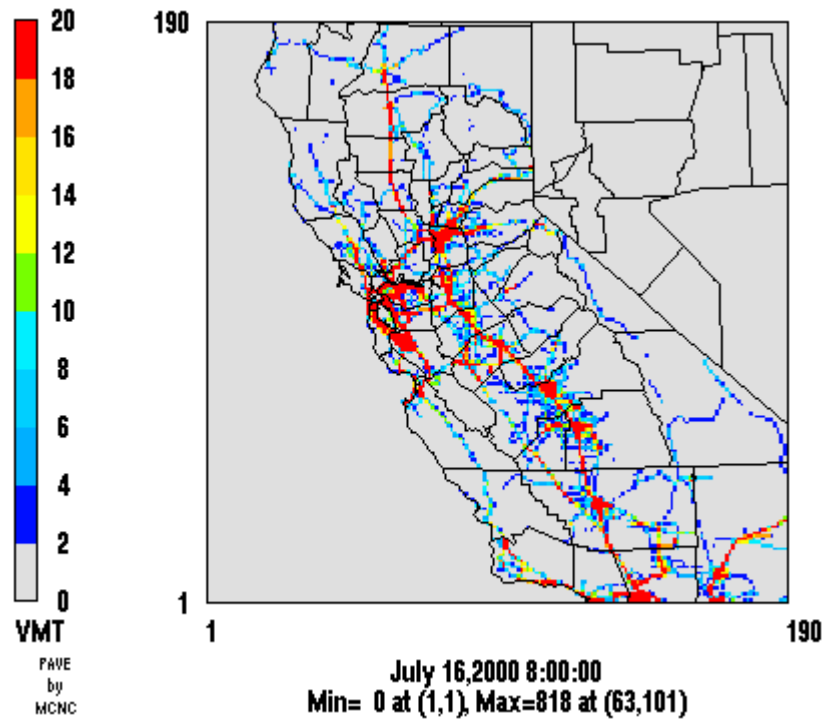 20
18
16
14
12
10
8
6
4
2
0
VMT
PAVE
by
MCNC
190
1
1
190
July 16,2000 8:00:00
Min= 0 at (1,1), Max=818 at (63,101)